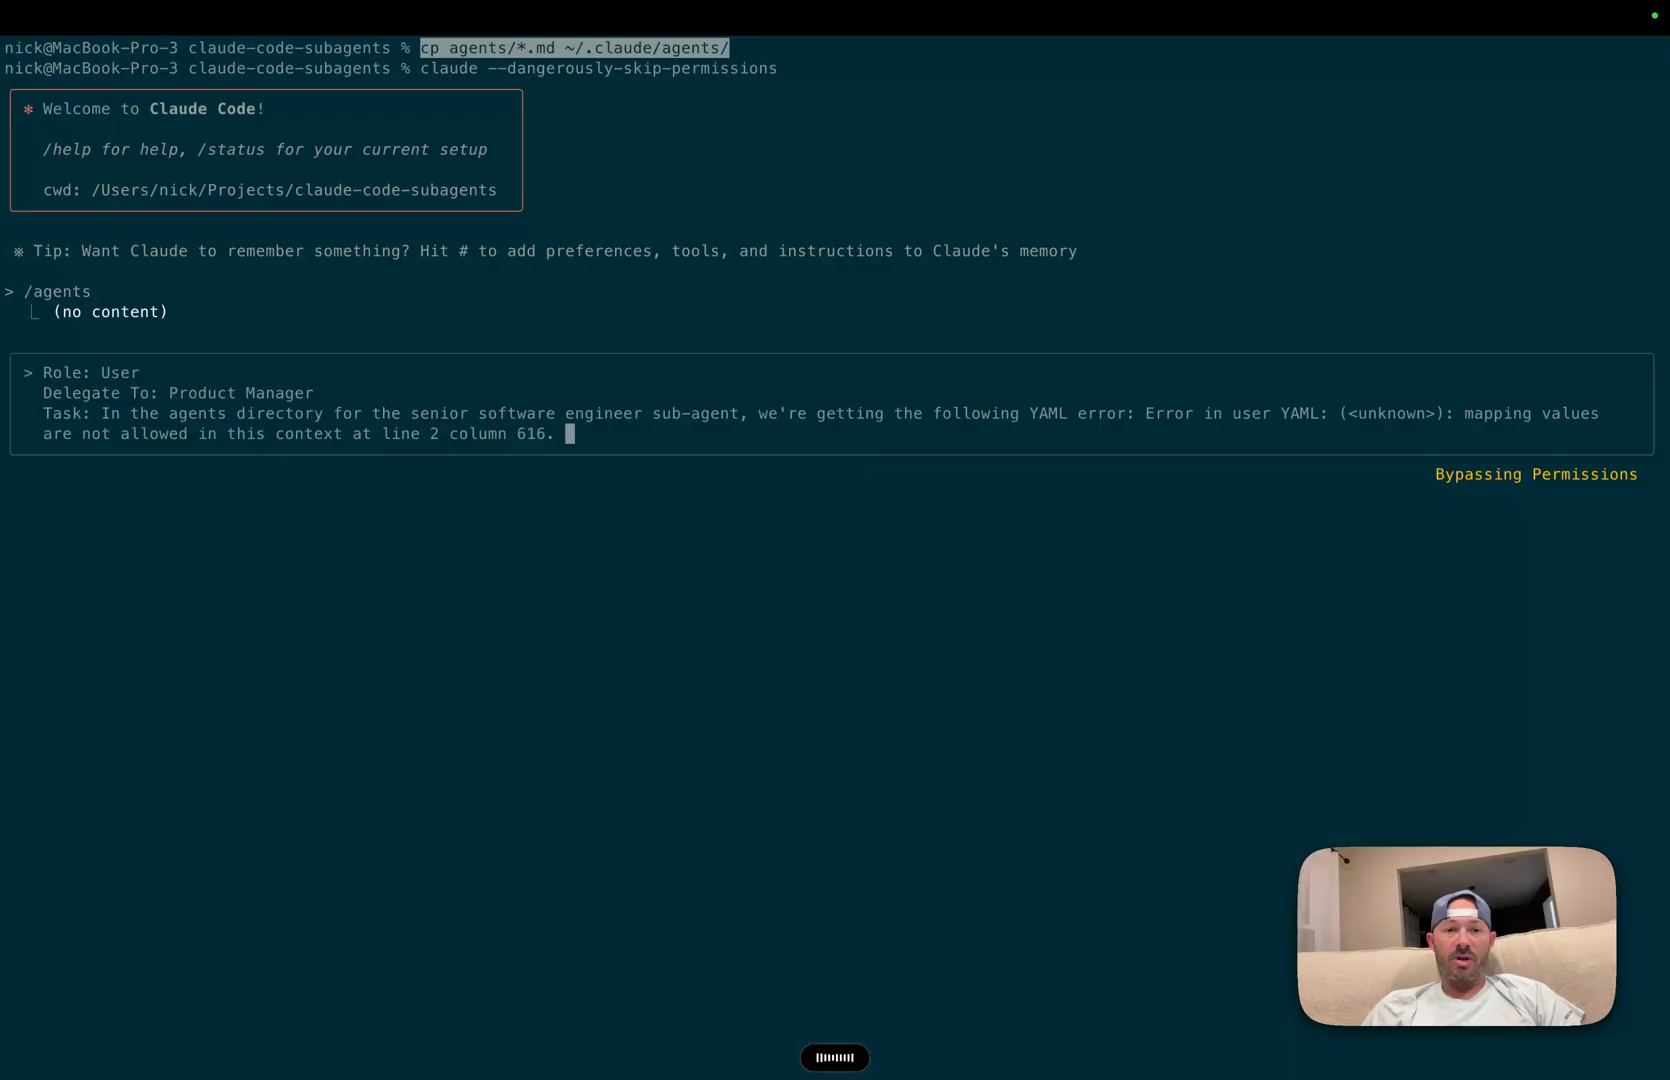 nick@MacBook-Pro-3 claude-code-subagents % cp agents/*.md ~/.claude/agents/
nick@MacBook-Pro-3 claude-code-subagents % claude --dangerously-skip-permissions
✻ Welcome to Claude Code!
/help for help, /status for your current setup
cwd: /Users/nick/Projects/claude-code-subagents
※ Tip: Want Claude to remember something? Hit # to add preferences, tools, and instructions to Claude's memory
> /agents
⎿ (no content)
> Role: User
Delegate To: Product Manager
Task: In the agents directory for the senior software engineer sub-agent, we're getting the following YAML error: Error in user YAML: (<unknown>): mapping values
are not allowed in this context at line 2 column 616.
Bypassing Permissions